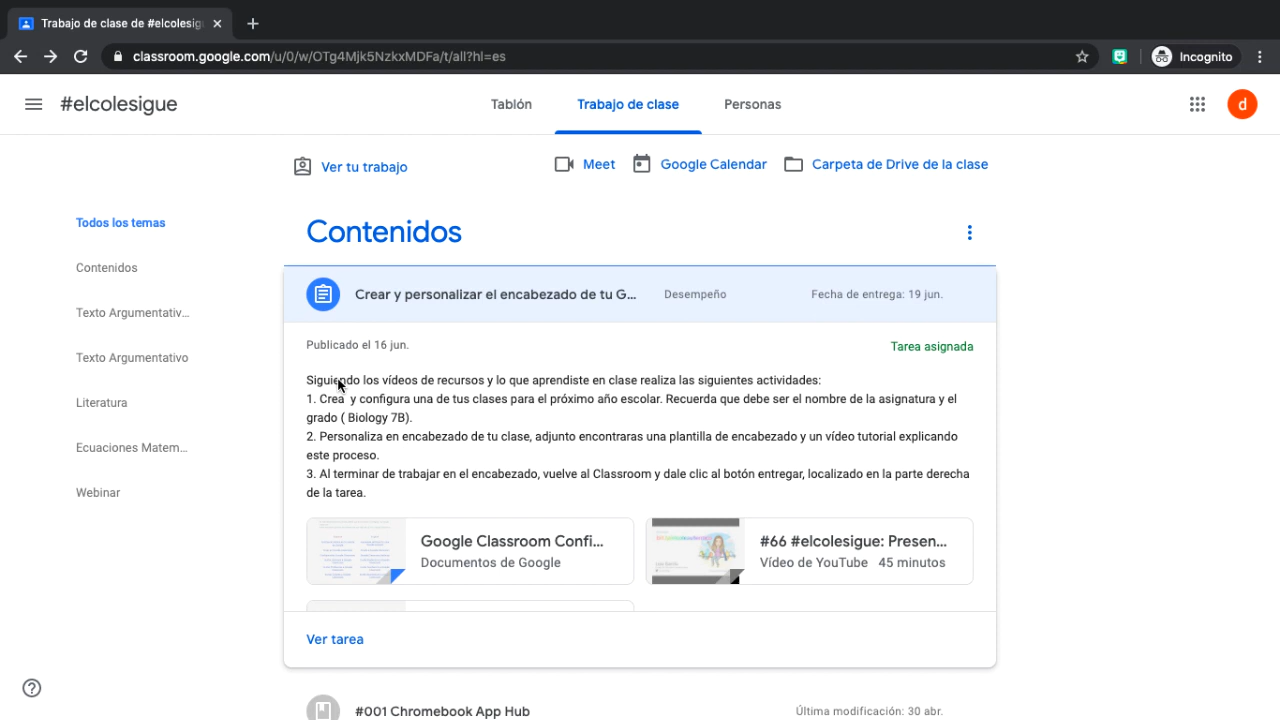 Trabajo de clase de #elcolesig
classroom.google.com/u/0/w/OTg4Mjk5NzkxMDFa/t/all?hl=es
Incognito
#elcolesigue
Tablón
Trabajo de clase
Personas
d
Ver tu trabajo
Meet
Google Calendar
Carpeta de Drive de la clase
Todos los temas
Contenidos
Texto Argumentativ...
Texto Argumentativo
Literatura
Ecuaciones Matem...
Webinar
Contenidos
Crear y personalizar el encabezado de tu G...
Desempeño
Fecha de entrega: 19 jun.
Publicado el 16 jun.
Tarea asignada
Siguiendo los vídeos de recursos y lo que aprendiste en clase realiza las siguientes actividades:
1. Crea y configura una de tus clases para el próximo año escolar. Recuerda que debe ser el nombre de la asignatura y el
grado ( Biology 7B).
2. Personaliza en encabezado de tu clase, adjunto encontraras una plantilla de encabezado y un vídeo tutorial explicando
este proceso.
3. Al terminar de trabajar en el encabezado, vuelve al Classroom y dale clic al botón entregar, localizado en la parte derecha
de la tarea.
Google Classroom Confi...
Documentos de Google
#66 #elcolesigue: Presen...
Vídeo de YouTube 45 minutos
Ver tarea
#001 Chromebook App Hub
Última modificación: 30 abr.